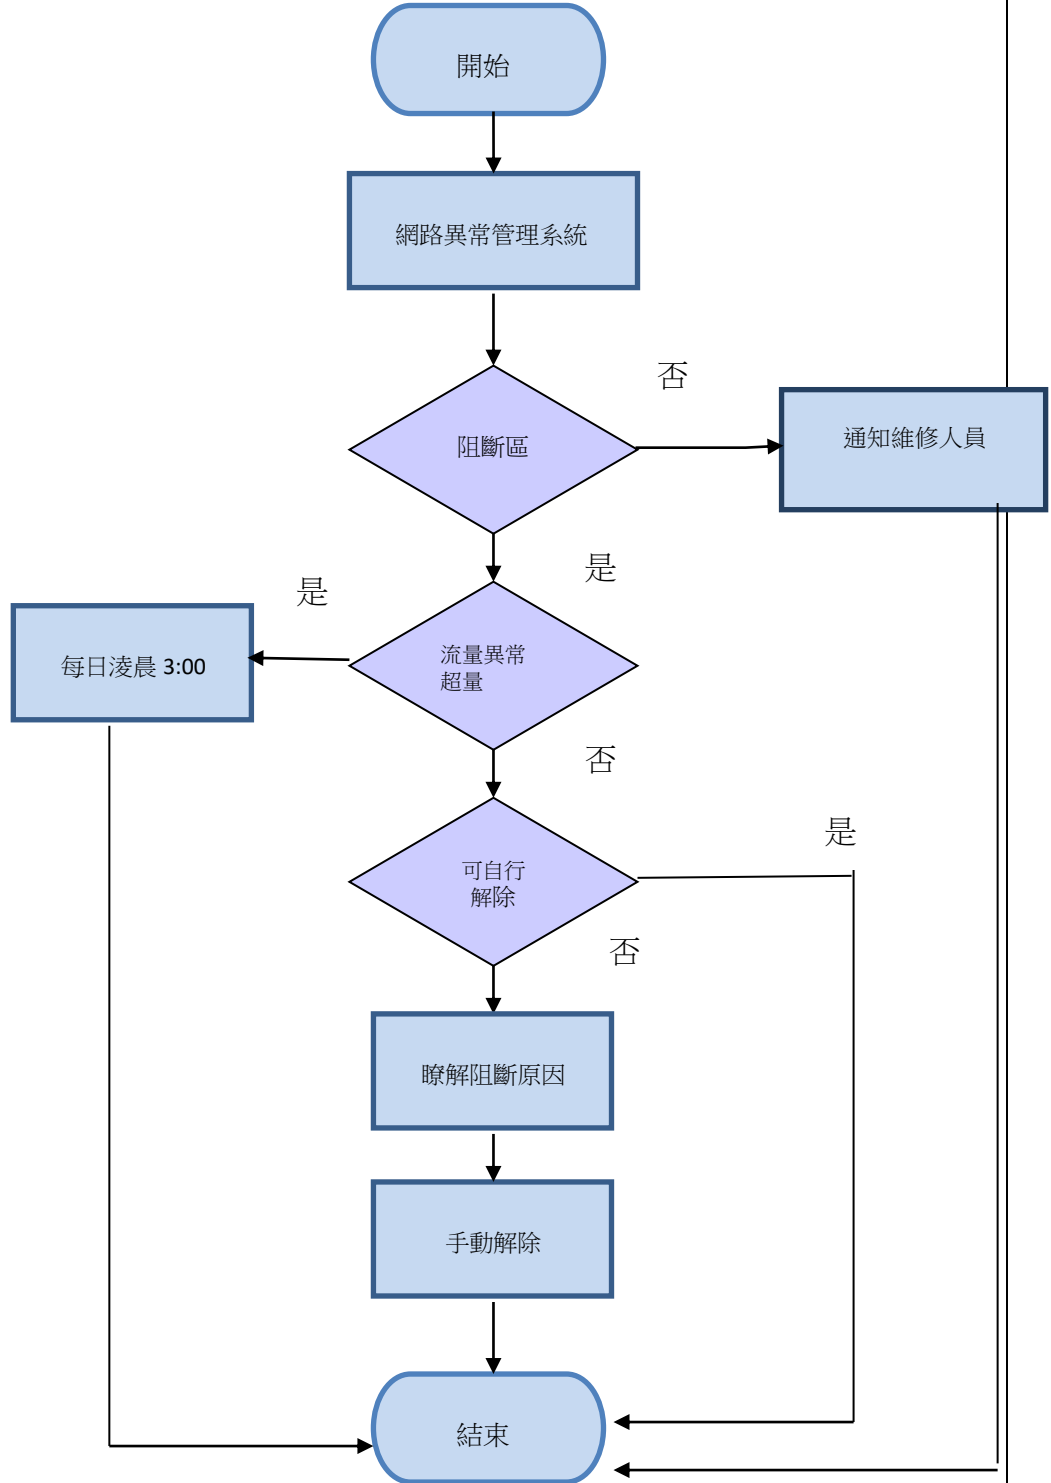 開始
網路異常管理系統
否
阻斷區
通知維修人員
是
是
流量異常
超量
每日淩晨 3:00
否
是
可自行
解除
否
瞭解阻斷原因
手動解除
結束